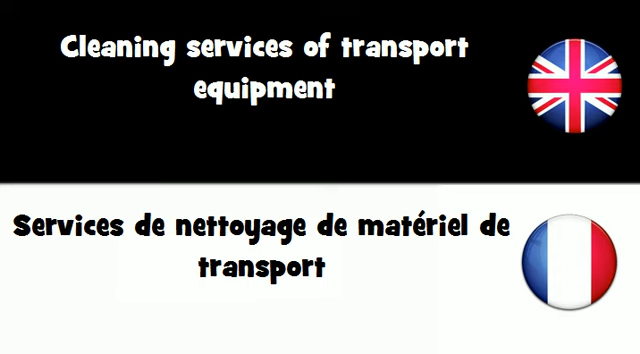 Cleaning services of transport
equipment
Services de nettoyage de matériel de
transport